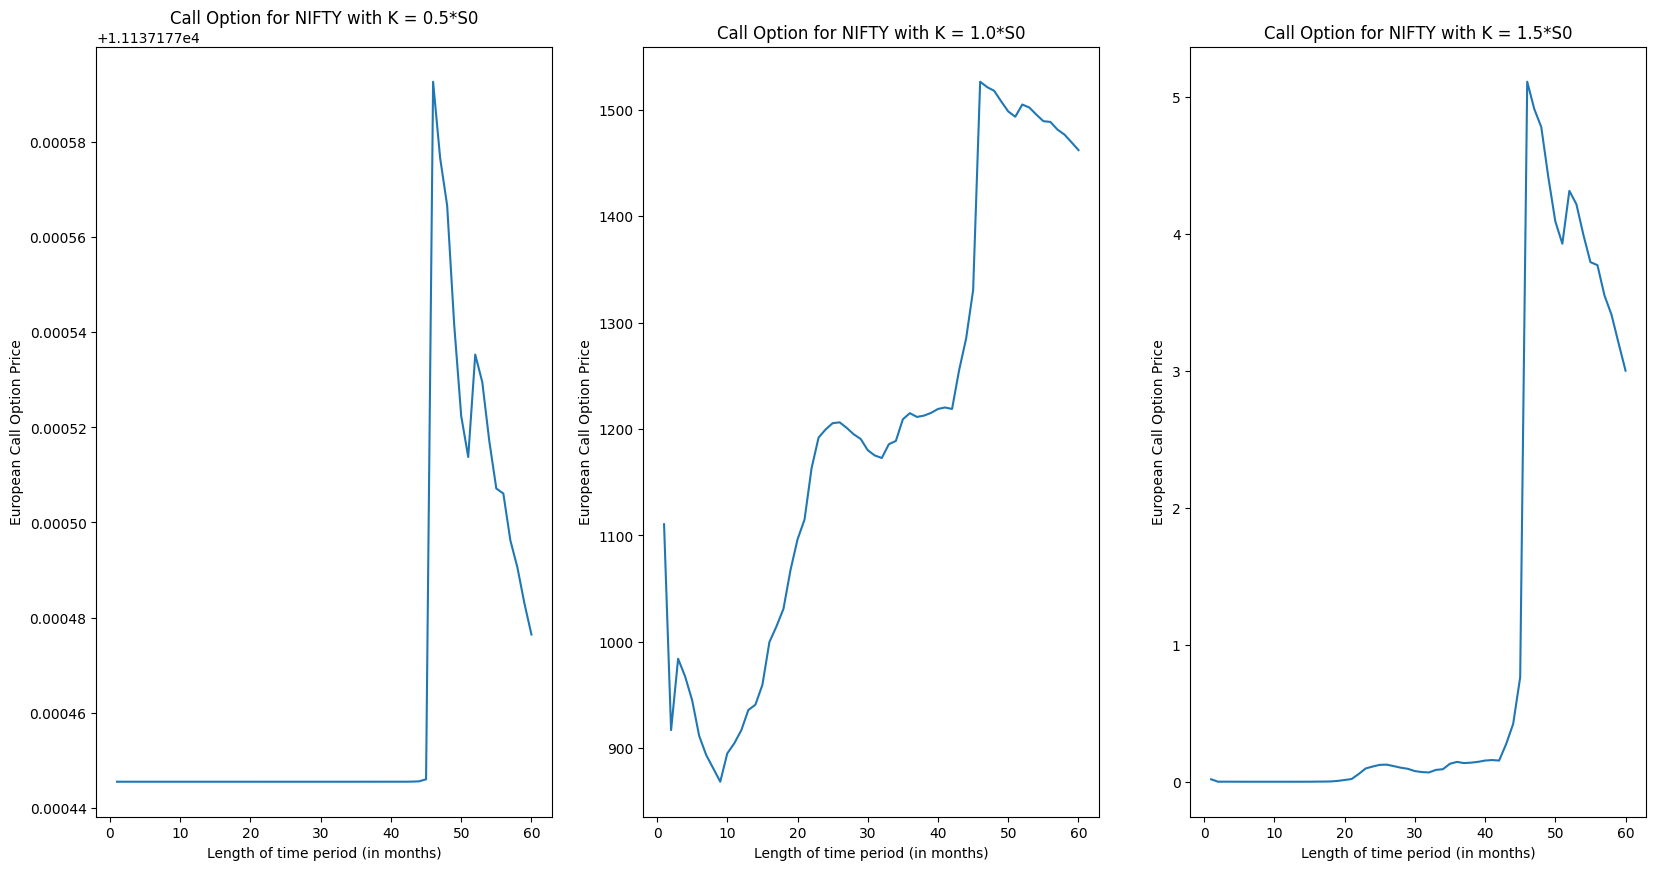 Call Option for NIFTY with K = 0.5*S0
+1.1137177e4
0.00058
0.00056
0.00054
0.00052
0.00050
0.00048
0.00046
0.00044
European Call Option Price
0 10 20 30 40 50 60
Length of time period (in months)
Call Option for NIFTY with K = 1.0*S0
1500
1400
1300
1200
1100
1000
900
European Call Option Price
0 10 20 30 40 50 60
Length of time period (in months)
Call Option for NIFTY with K = 1.5*S0
5
4
3
2
1
0
European Call Option Price
0 10 20 30 40 50 60
Length of time period (in months)